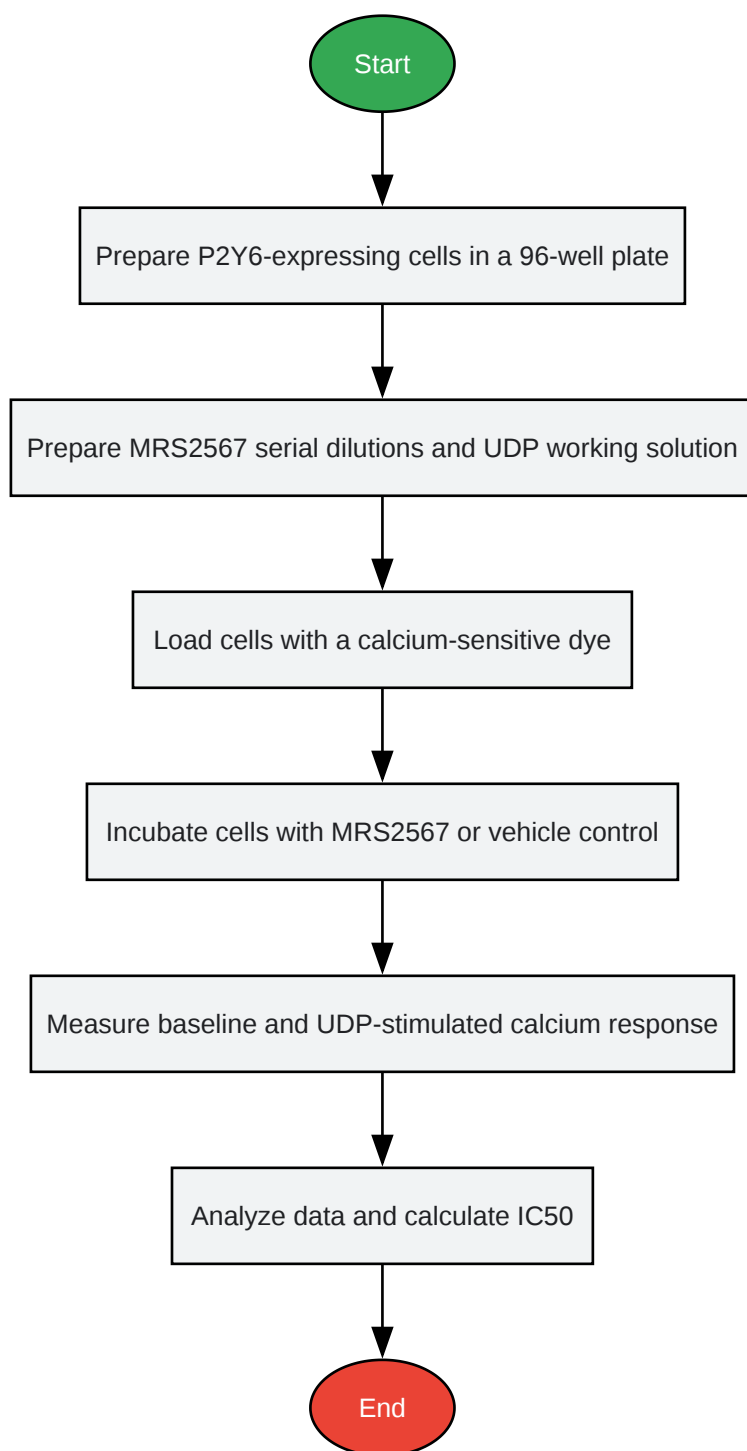 Start
Prepare P2Y6-expressing cells in a 96-well plate
Prepare MRS2567 serial dilutions and UDP working solution
Load cells with a calcium-sensitive dye
Incubate cells with MRS2567 or vehicle control
Measure baseline and UDP-stimulated calcium response
Analyze data and calculate IC50
End